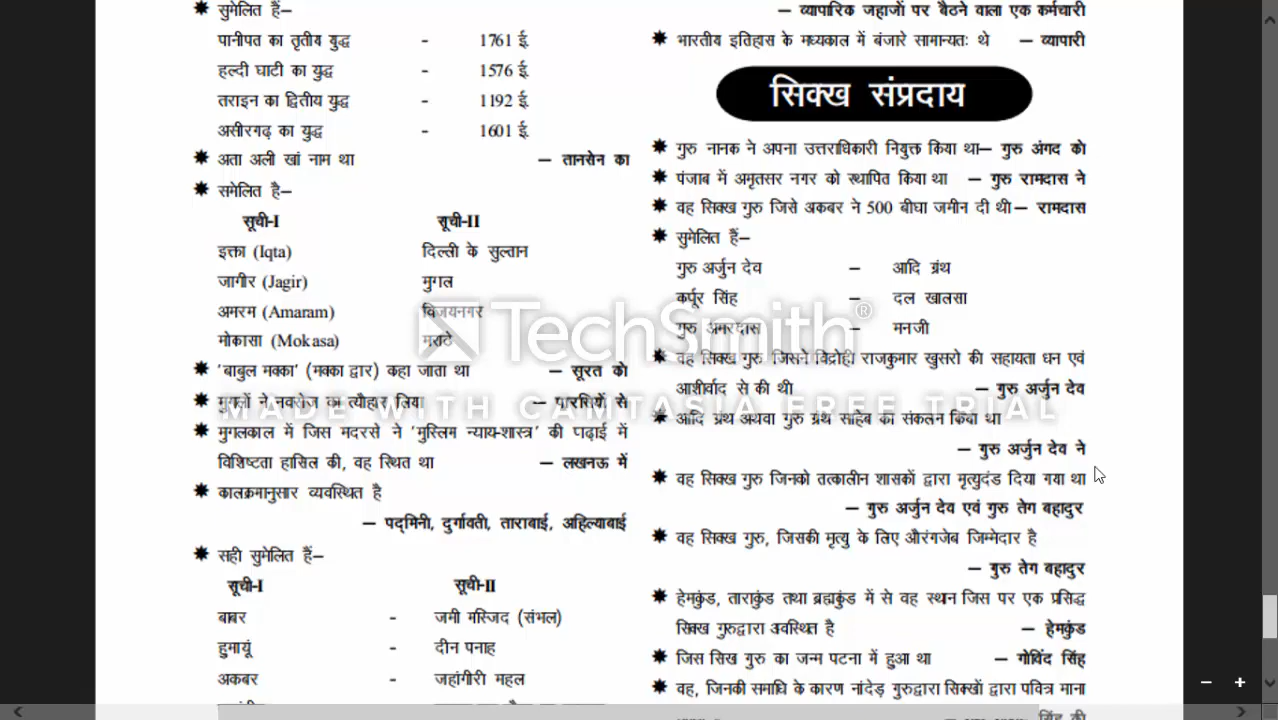 ✷ सुमेलित हैं–
पानीपत का तृतीय युद्ध - 1761 ई.
हल्दी घाटी का युद्ध - 1576 ई.
तराइन का द्वितीय युद्ध - 1192 ई.
असीरगढ़ का युद्ध - 1601 ई.
✷ अता अली खां नाम था – तानसेन का
✷ समेलित है–
सूची-I सूची-II
इक्ता (Iqta) दिल्ली के सुल्तान
जागीर (Jagir) मुगल
अमरम (Amaram) विजयनगर
मोकासा (Mokasa) मराठे
✷ 'बाबुल मक्का' (मक्का द्वार) कहा जाता था – सूरत को
✷ मुगलों ने नवरोज का त्यौहार लिया – पारसियों से
✷ मुगलकाल में जिस मदरसे ने 'मुस्लिम न्याय-शास्त्र' की पढ़ाई में
विशिष्टता हासिल की, वह स्थित था – लखनऊ में
✷ कालक्रमानुसार व्यवस्थित है
– पद्मिनी, दुर्गावती, ताराबाई, अहिल्याबाई
✷ सही सुमेलित हैं–
सूची-I सूची-II
बाबर - जमी मस्जिद (संभल)
हुमायूं - दीन पनाह
अकबर - जहांगीरी महल
– व्यापारिक जहाजों पर बैठने वाला एक कर्मचारी
✷ भारतीय इतिहास के मध्यकाल में बंजारे सामान्यतः थे – व्यापारी
सिक्ख संप्रदाय
✷ गुरु नानक ने अपना उत्तराधिकारी नियुक्त किया था– गुरु अंगद को
✷ पंजाब में अमृतसर नगर को स्थापित किया था – गुरु रामदास ने
✷ वह सिक्ख गुरु जिसे अकबर ने 500 बीघा जमीन दी थी– रामदास
✷ सुमेलित हैं–
गुरु अर्जुन देव – आदि ग्रंथ
कर्पूर सिंह – दल खालसा
गुरु अमरदास – मनजी
✷ वह सिक्ख गुरु जिसने विद्रोही राजकुमार खुसरो की सहायता धन एवं
आशीर्वाद से की थी – गुरु अर्जुन देव
✷ आदि ग्रंथ अथवा गुरु ग्रंथ साहिब का संकलन किया था
– गुरु अर्जुन देव ने
✷ वह सिक्ख गुरु जिनको तत्कालीन शासकों द्वारा मृत्युदंड दिया गया था
– गुरु अर्जुन देव एवं गुरु तेग बहादुर
✷ वह सिक्ख गुरु, जिसकी मृत्यु के लिए औरंगजेब जिम्मेदार है
– गुरु तेग बहादुर
✷ हेमकुंड, ताराकुंड तथा ब्रह्मकुंड में से वह स्थान जिस पर एक प्रसिद्ध
सिक्ख गुरुद्वारा अवस्थित है – हेमकुंड
✷ जिस सिख गुरु का जन्म पटना में हुआ था – गोविंद सिंह
✷ वह, जिनकी समाधि के कारण नांदेड़ गुरुद्वारा सिक्खों द्वारा पवित्र माना
TechSmith®
MADE WITH CAMTASIA FREE TRIAL